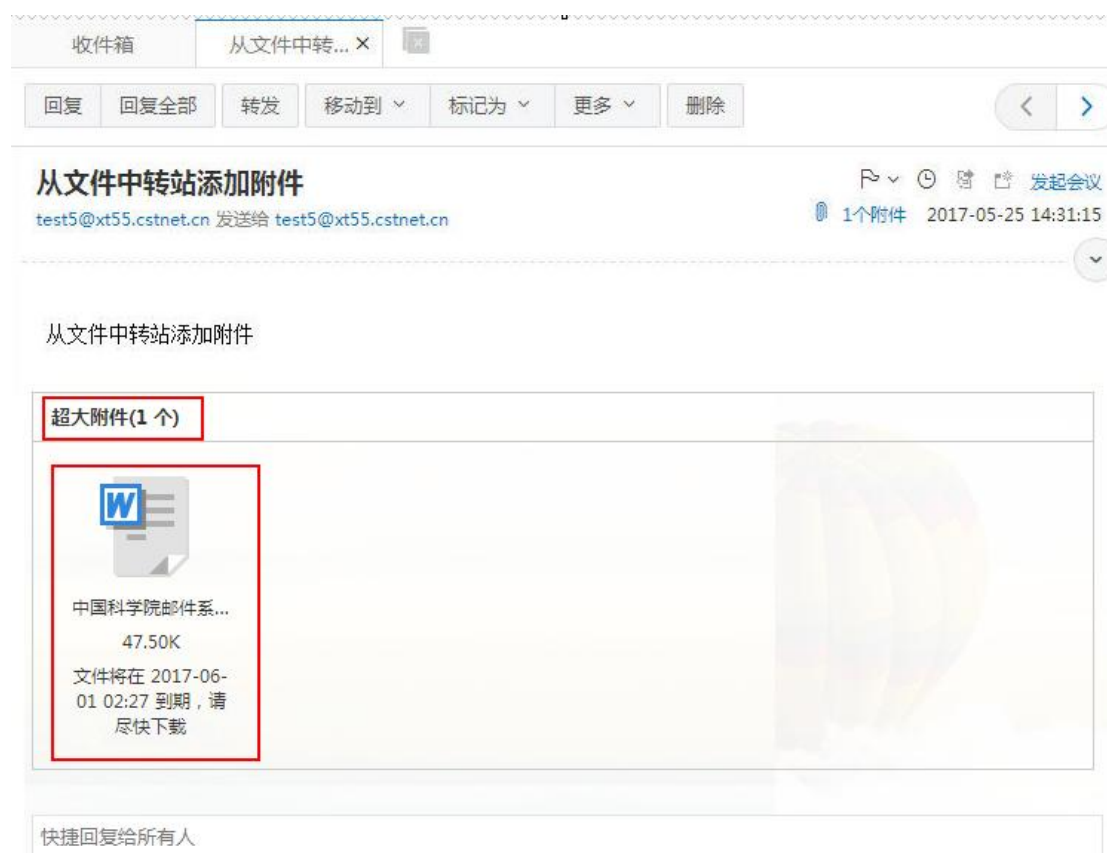 收件箱 从文件中转...
回复 回复全部 转发 移动到 标记为 更多 删除
从文件中转站添加附件
发起会议
test5@xt55.cstnet.cn 发送给 test5@xt55.cstnet.cn
1个附件 2017-05-25 14:31:15
从文件中转站添加附件
超大附件(1 个)
W
中国科学院邮件系...
47.50K
文件将在 2017-06-
01 02:27 到期，请
尽快下载
快捷回复给所有人